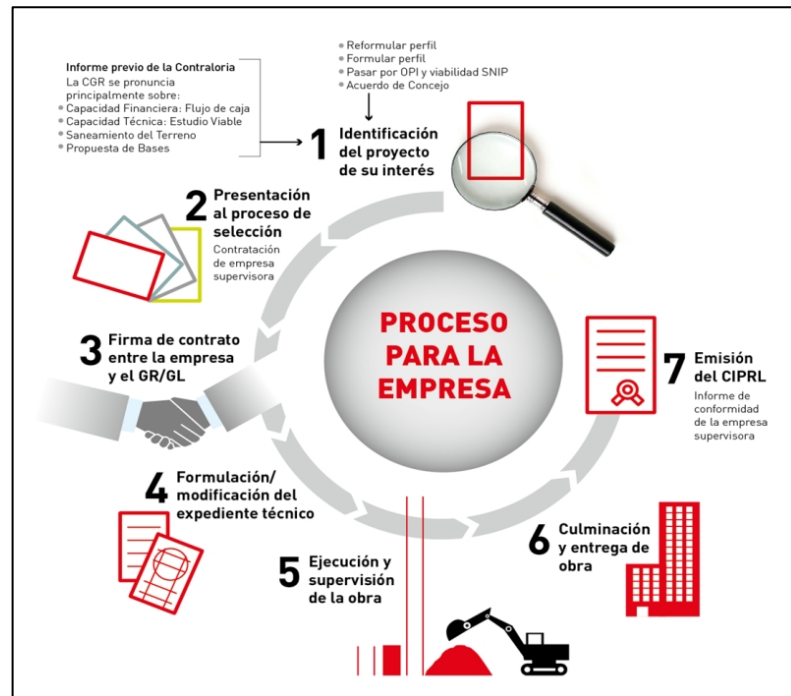 Informe previo de la Contraloria
La CGR se pronuncia
principalmente sobre:
• Capacidad Financiera: Flujo de caja
• Capacidad Técnica: Estudio Viable
• Saneamiento del Terreno
• Propuesta de Bases
• Reformular perfil
• Formular perfil
• Pasar por OPI y viabilidad SNIP
• Acuerdo de Concejo
1 Identificación
del proyecto
de su interés
2 Presentación
al proceso de
selección
Contratación
de empresa
supervisora
3 Firma de contrato
entre la empresa
y el GR/GL
PROCESO
PARA LA
EMPRESA
7 Emisión
del CIPRL
Informe de
conformidad
de la empresa
supervisora
4 Formulación/
modificación del
expediente técnico
5 Ejecución y
supervisión
de la obra
6 Culminación
y entrega de
obra